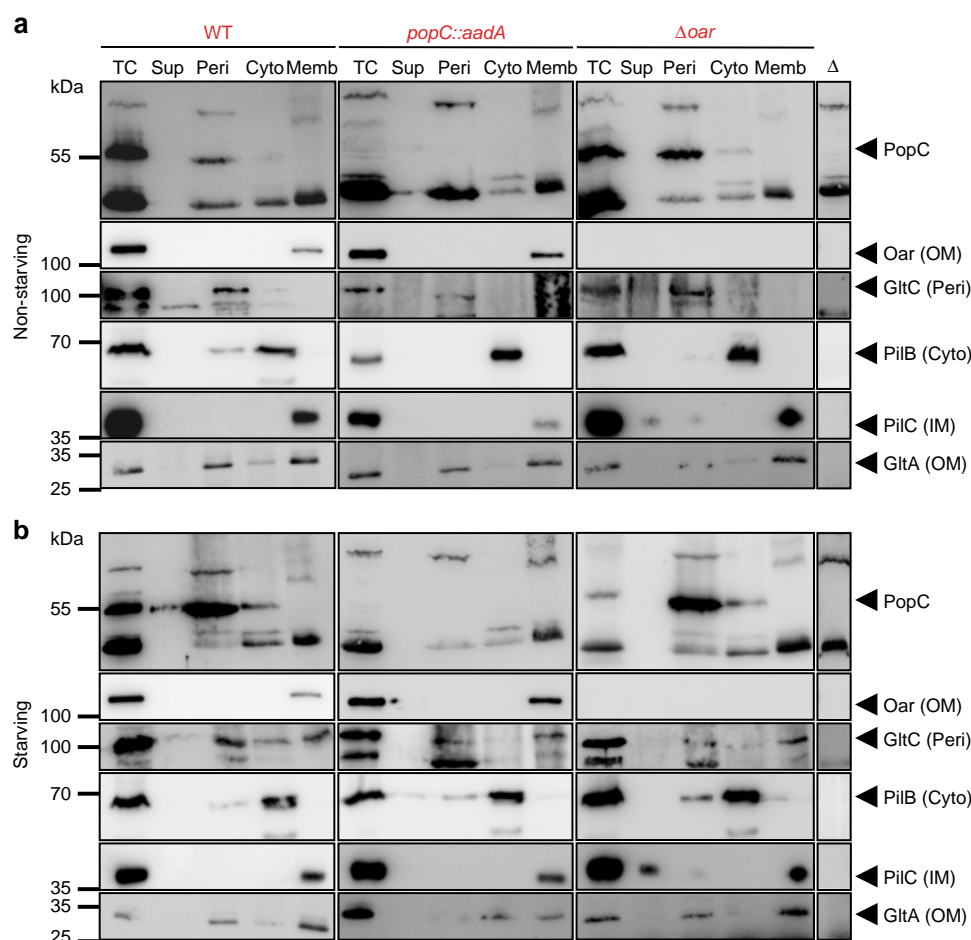 a
WT popC::aadA Δoar
TC Sup Peri Cyto Memb TC Sup Peri Cyto Memb TC Sup Peri Cyto Memb Δ
kDa
55 PopC
Non-starving
100 Oar (OM)
100 GltC (Peri)
70 PilB (Cyto)
35 PilC (IM)
35 GltA (OM)
25
b
kDa
55 PopC
Starving
100 Oar (OM)
100 GltC (Peri)
70 PilB (Cyto)
35 PilC (IM)
35 GltA (OM)
25